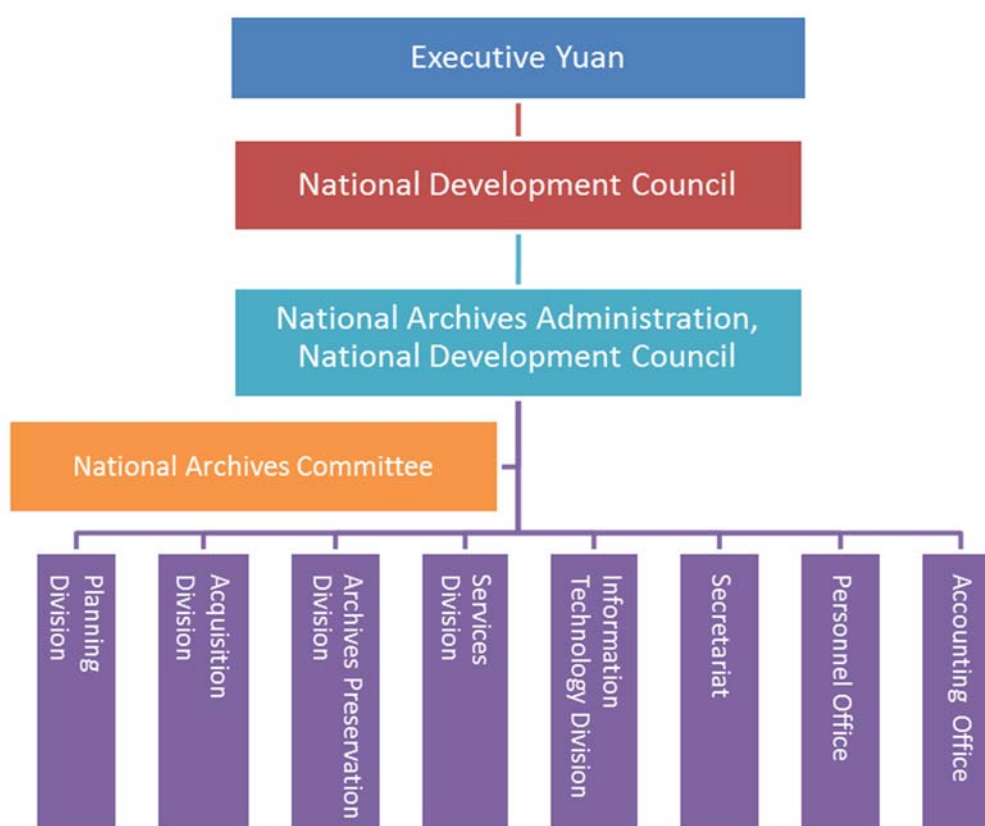 Executive Yuan
National Development Council
National Archives Administration,
National Development Council
National Archives Committee
Planning
Division
Acquisition
Division
Archives Preservation
Division
Services
Division
Information
Technology Division
Secretariat
Personnel Office
Accounting Office